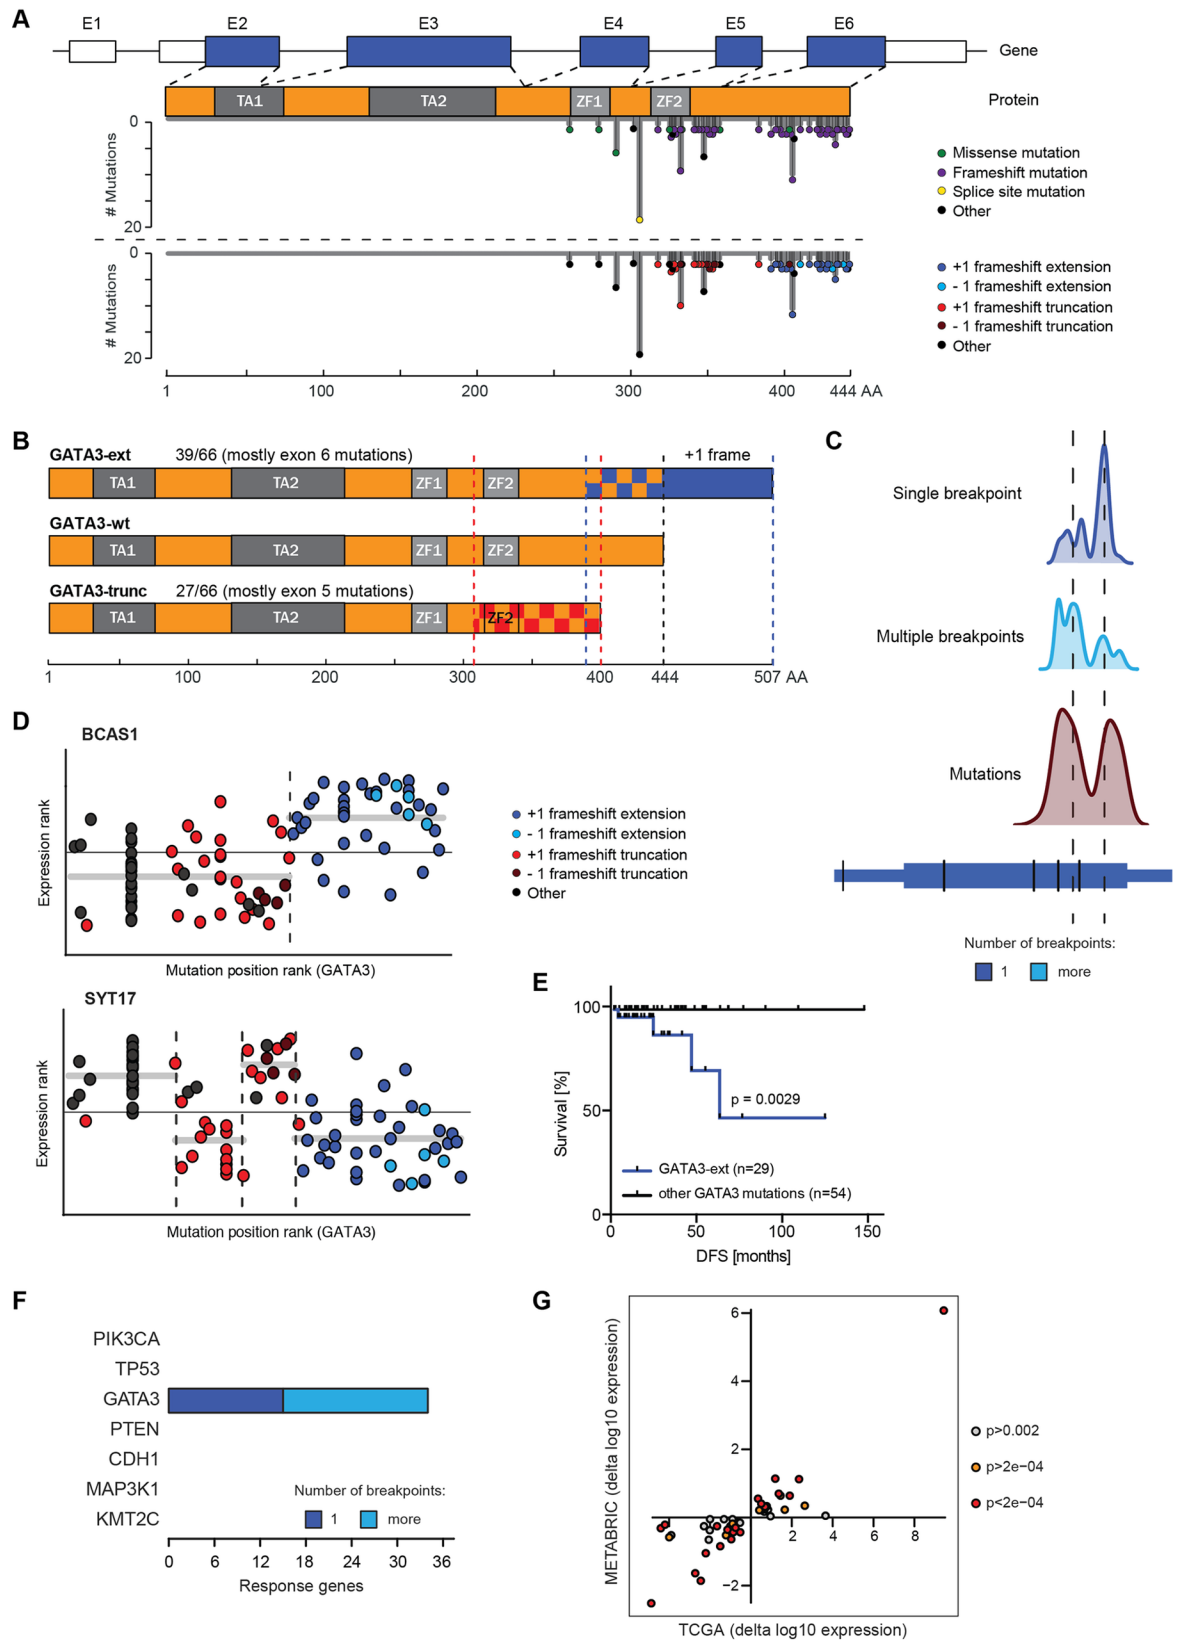 A
E1 E2 E3 E4 E5 E6
Gene
TA1 TA2 ZF1 ZF2
Protein
0
20
# Mutations
Missense mutation
Frameshift mutation
Splice site mutation
Other
0
20
# Mutations
+1 frameshift extension
- 1 frameshift extension
+1 frameshift truncation
- 1 frameshift truncation
Other
1 100 200 300 400 444 AA
B
GATA3-ext 39/66 (mostly exon 6 mutations) +1 frame
TA1 TA2 ZF1 ZF2
GATA3-wt
TA1 TA2 ZF1 ZF2
GATA3-trunc 27/66 (mostly exon 5 mutations)
TA1 TA2 ZF1 ZF2
1 100 200 300 400 444 507 AA
C
Single breakpoint
Multiple breakpoints
Mutations
Number of breakpoints:
1 more
D
BCAS1
Expression rank
Mutation position rank (GATA3)
+1 frameshift extension
- 1 frameshift extension
+1 frameshift truncation
- 1 frameshift truncation
Other
SYT17
Expression rank
Mutation position rank (GATA3)
E
100
50
0
Survival [%]
p = 0.0029
GATA3-ext (n=29)
other GATA3 mutations (n=54)
0 50 100 150
DFS [months]
F
PIK3CA
TP53
GATA3
PTEN
CDH1
MAP3K1
KMT2C
Number of breakpoints:
1 more
0 6 12 18 24 30 36
Response genes
G
METABRIC (delta log10 expression)
6
4
2
−2
2 4 6 8
TCGA (delta log10 expression)
p>0.002
p>2e−04
p<2e−04